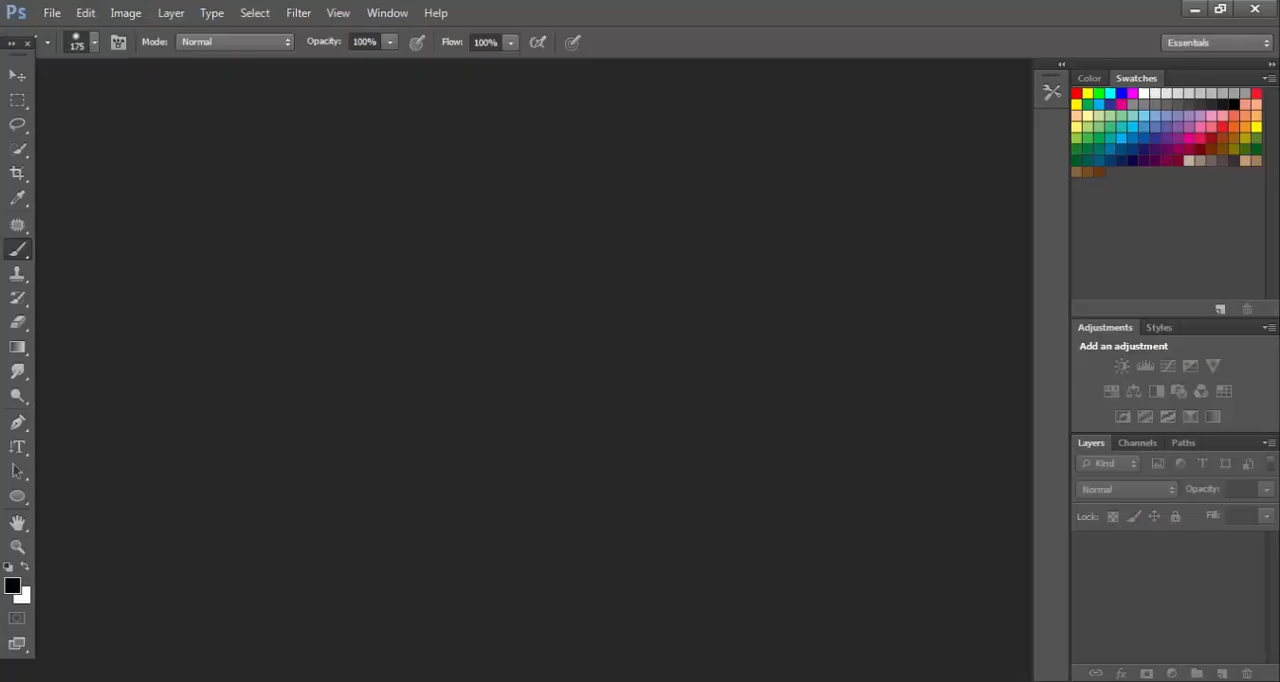 Ps File Edit Image Layer Type Select Filter View Window Help
175 Mode: Normal Opacity: 100% Flow: 100% Essentials
Color Swatches
Adjustments Styles
Add an adjustment
Layers Channels Paths
Kind
Normal Opacity:
Lock: Fill: